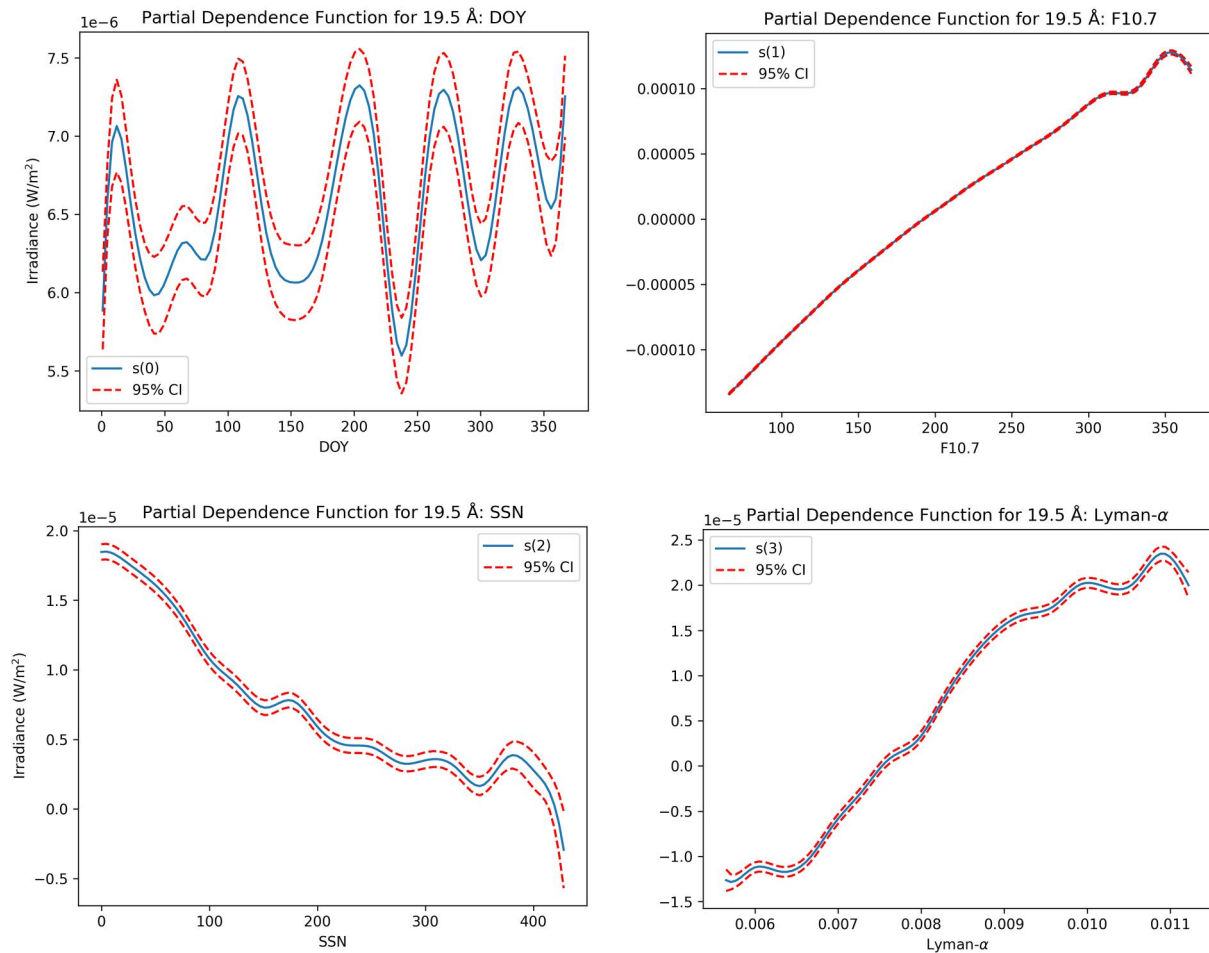 Partial Dependence Function for 19.5 Å: DOY
1e−6
7.5
7.0
6.5
6.0
5.5
Irradiance (W/m²)
s(0)
95% CI
0 50 100 150 200 250 300 350
DOY
Partial Dependence Function for 19.5 Å: F10.7
s(1)
95% CI
0.00010
0.00005
0.00000
−0.00005
−0.00010
100 150 200 250 300 350
F10.7
Partial Dependence Function for 19.5 Å: SSN
1e−5
2.0
1.5
1.0
0.5
0.0
−0.5
Irradiance (W/m²)
s(2)
95% CI
0 100 200 300 400
SSN
Partial Dependence Function for 19.5 Å: Lyman-α
1e−5
s(3)
95% CI
2.5
2.0
1.5
1.0
0.5
0.0
−0.5
−1.0
−1.5
0.006 0.007 0.008 0.009 0.010 0.011
Lyman-α